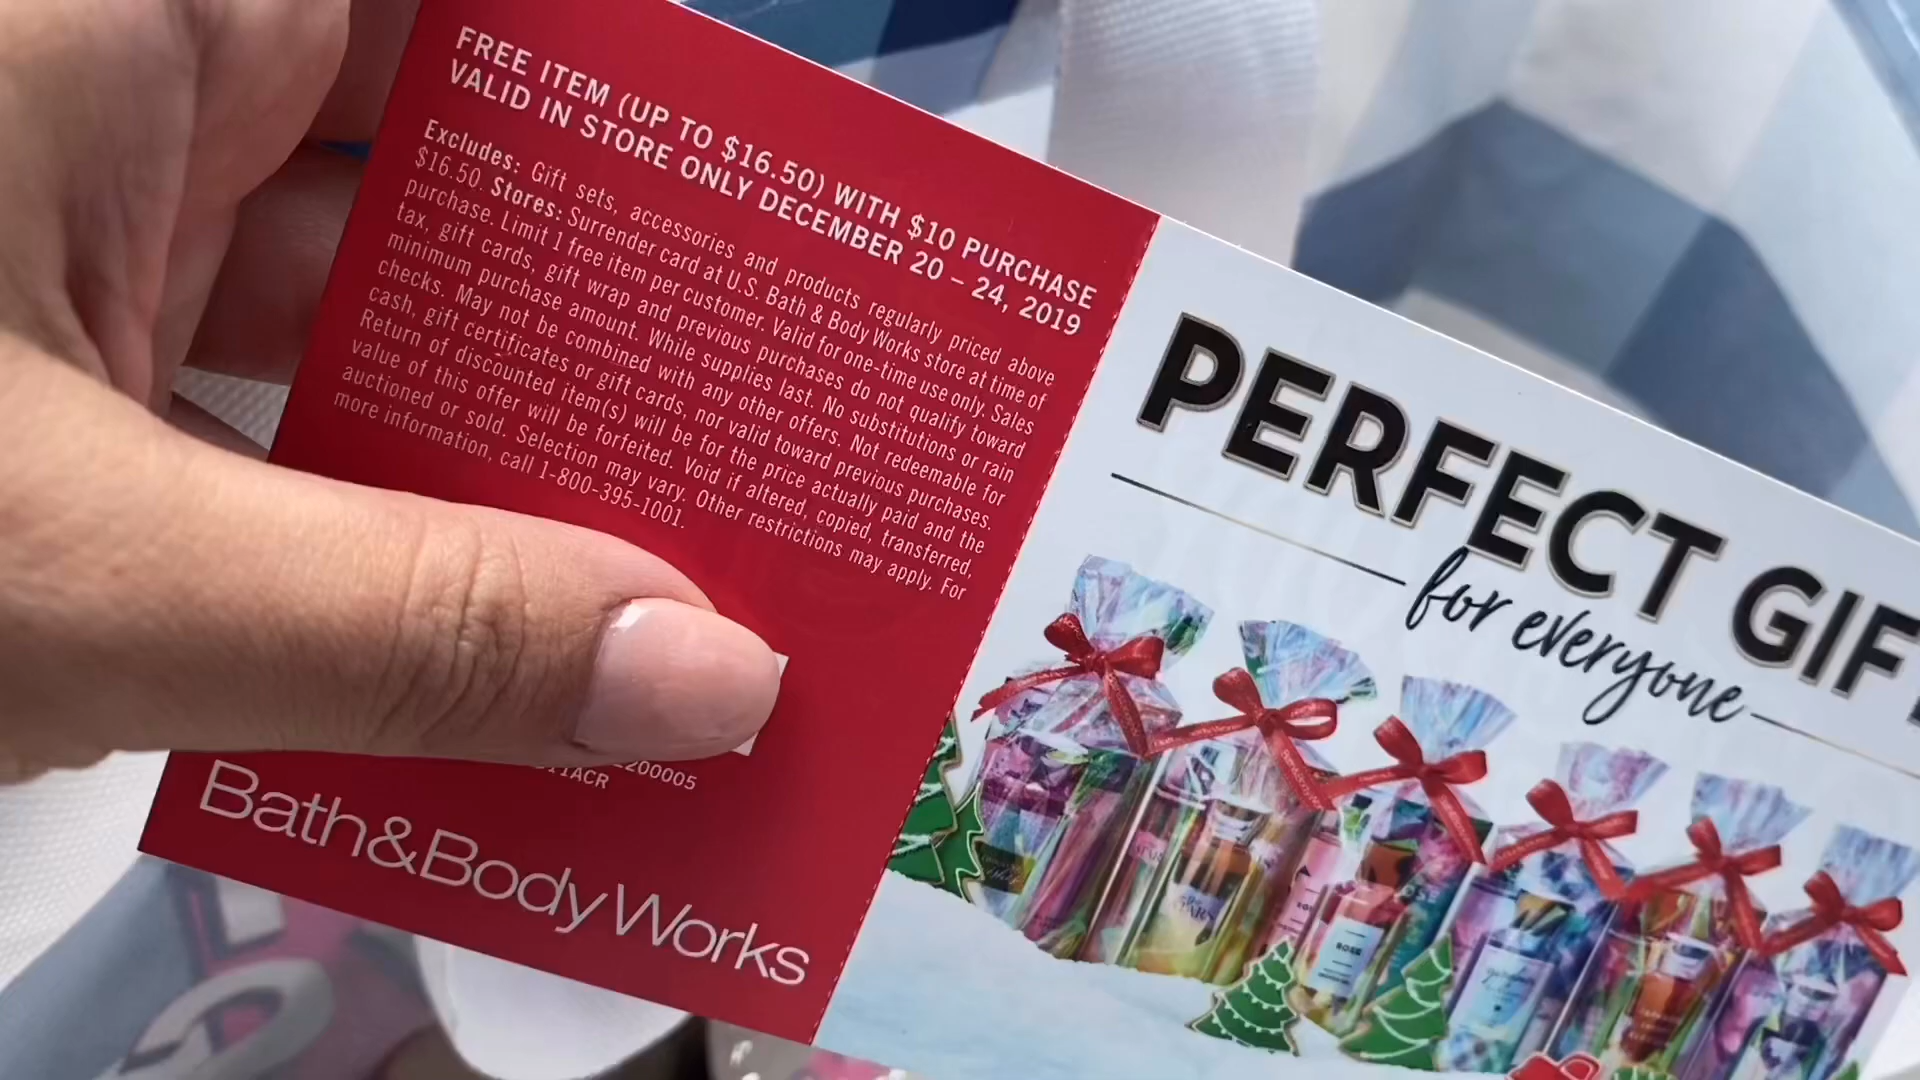 FREE ITEM (UP TO $16.50) WITH $10 PURCHASE
VALID IN STORE ONLY DECEMBER 20 – 24, 2019
Excludes: Gift sets, accessories and products regularly priced above
$16.50. Stores: Surrender card at U.S. Bath & Body Works store at time of
purchase. Limit 1 free item per customer. Valid for one-time use only. Sales
tax, gift cards, gift wrap and previous purchases do not qualify toward
minimum purchase amount. While supplies last. No substitutions or rain
checks. May not be combined with any other offers. Not redeemable for
cash, gift certificates or gift cards, nor valid toward previous purchases.
Return of discounted item(s) will be for the price actually paid and the
value of this offer will be forfeited. Void if altered, copied, transferred,
auctioned or sold. Selection may vary. Other restrictions may apply. For
more information, call 1-800-395-1001.
200005
11ACR
Bath&Body Works
PERFECT GIF
for everyone
ROSE